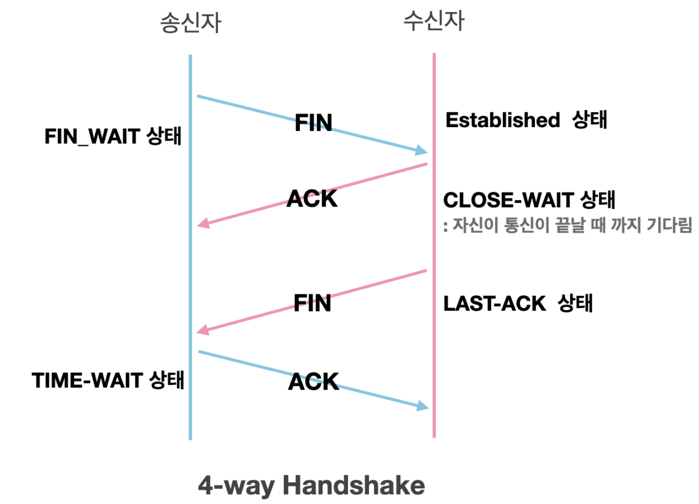 송신자
수신자
FIN
Established 상태
FIN_WAIT 상태
ACK
CLOSE-WAIT 상태
: 자신이 통신이 끝날 때 까지 기다림
FIN
LAST-ACK 상태
TIME-WAIT 상태
ACK
4-way Handshake